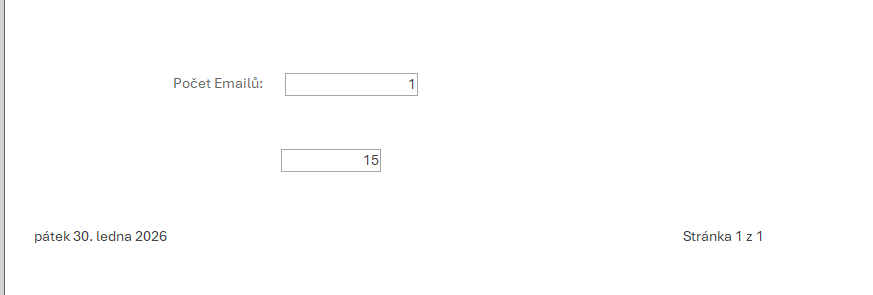 Počet Emailů: 1
15
pátek 30. ledna 2026 Stránka 1 z 1